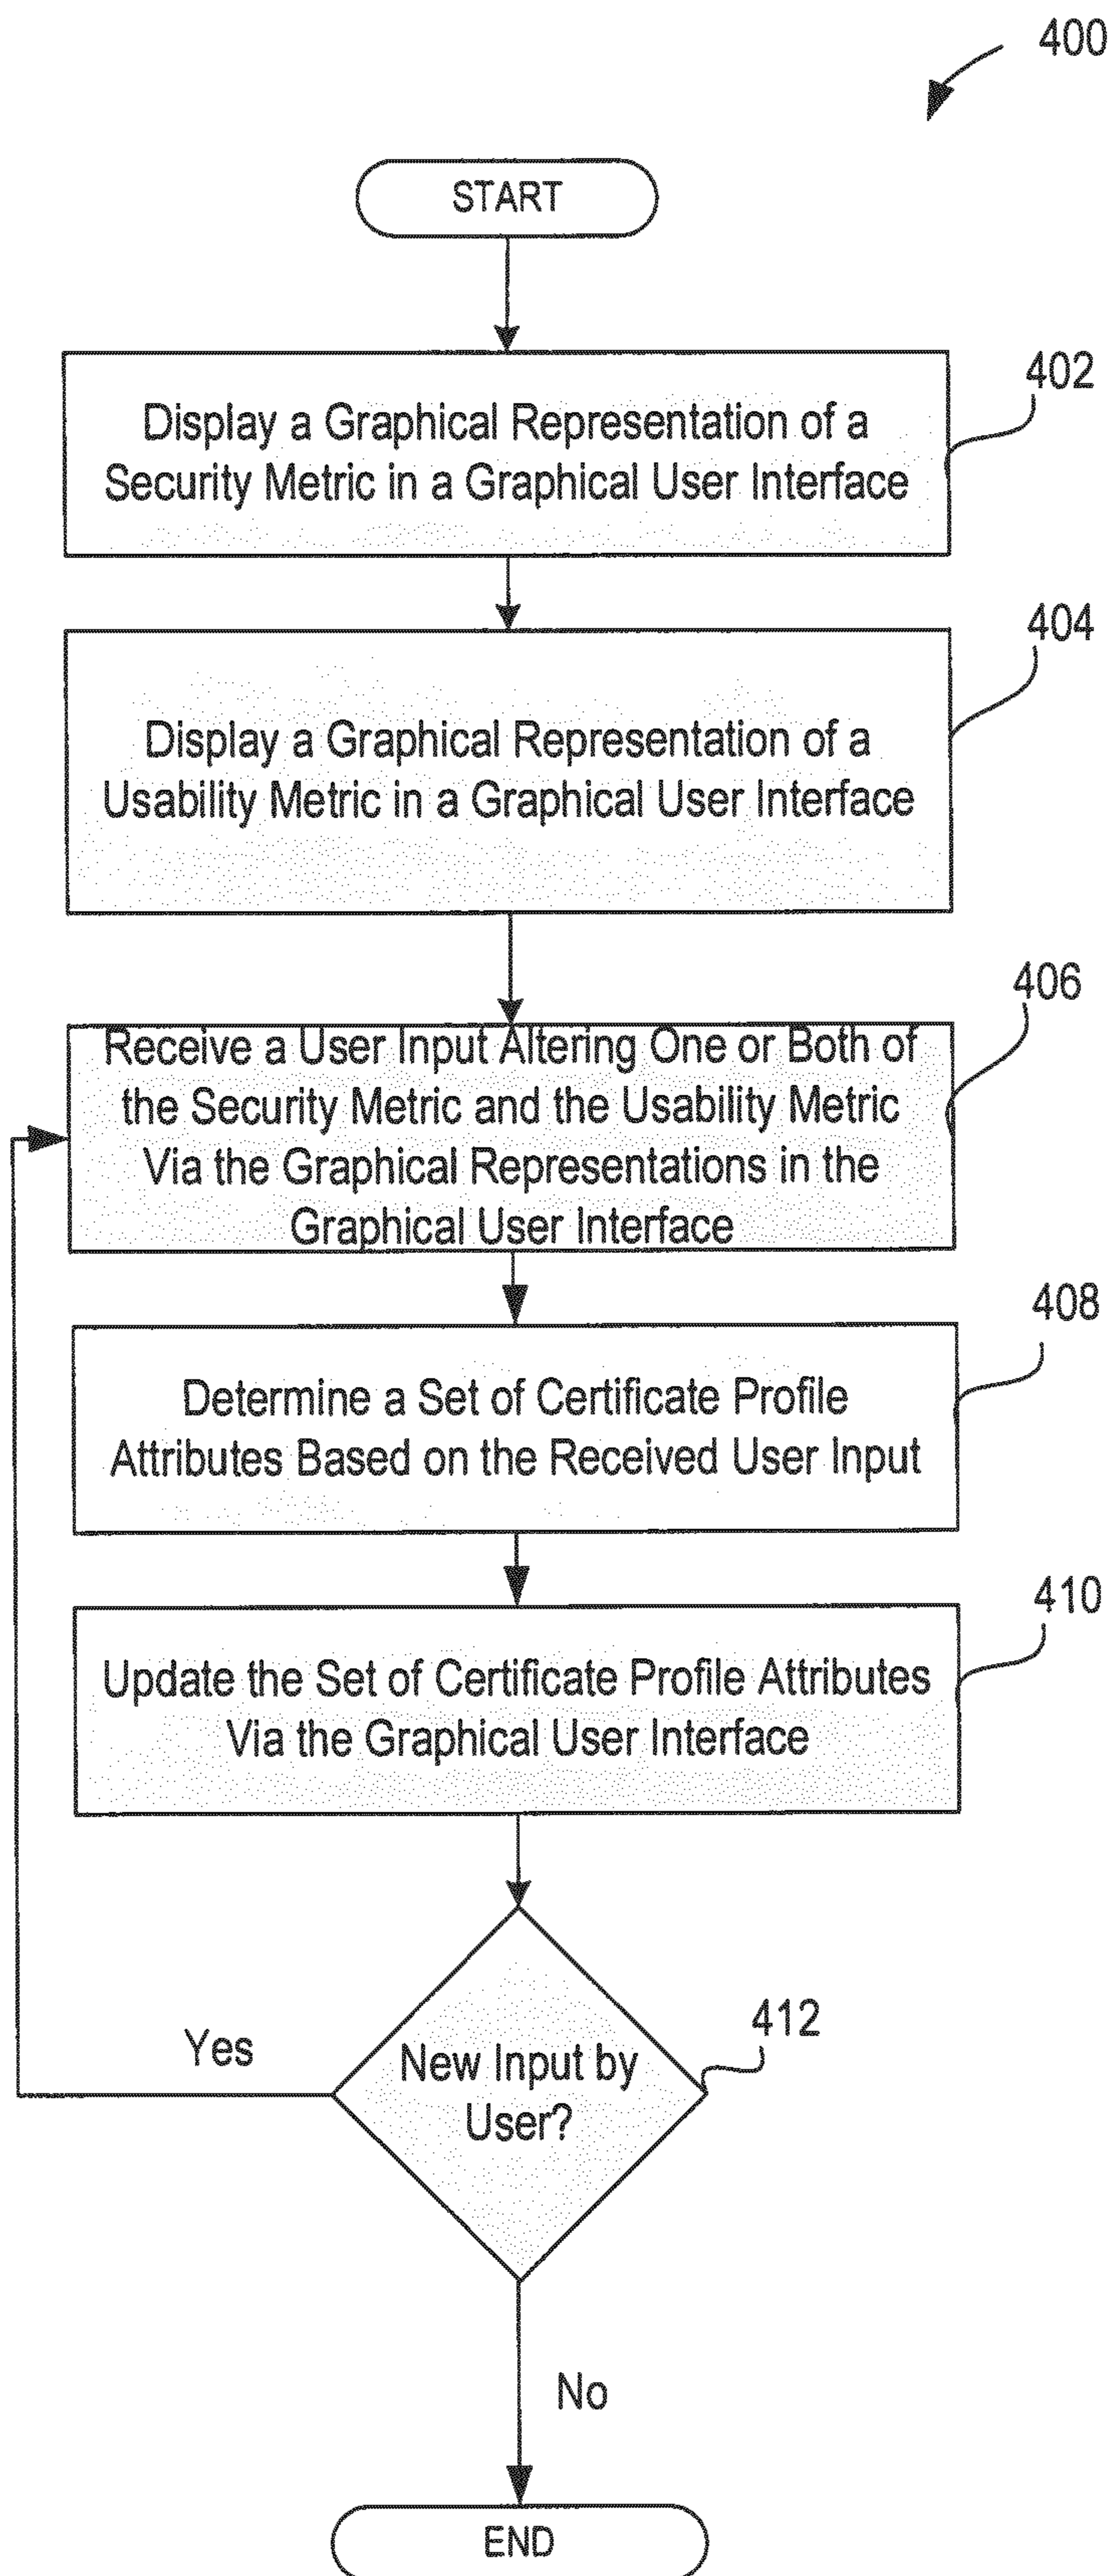 400
START
402
Display a Graphical Representation of a
Security Metric in a Graphical User Interface
404
Display a Graphical Representation of a
Usability Metric in a Graphical User Interface
406
Receive a User Input Altering One or Both of
the Security Metric and the Usability Metric
Via the Graphical Representations in the
Graphical User Interface
408
Determine a Set of Certificate Profile
Attributes Based on the Received User Input
410
Update the Set of Certificate Profile Attributes
Via the Graphical User Interface
412
Yes
New Input by
User?
No
END